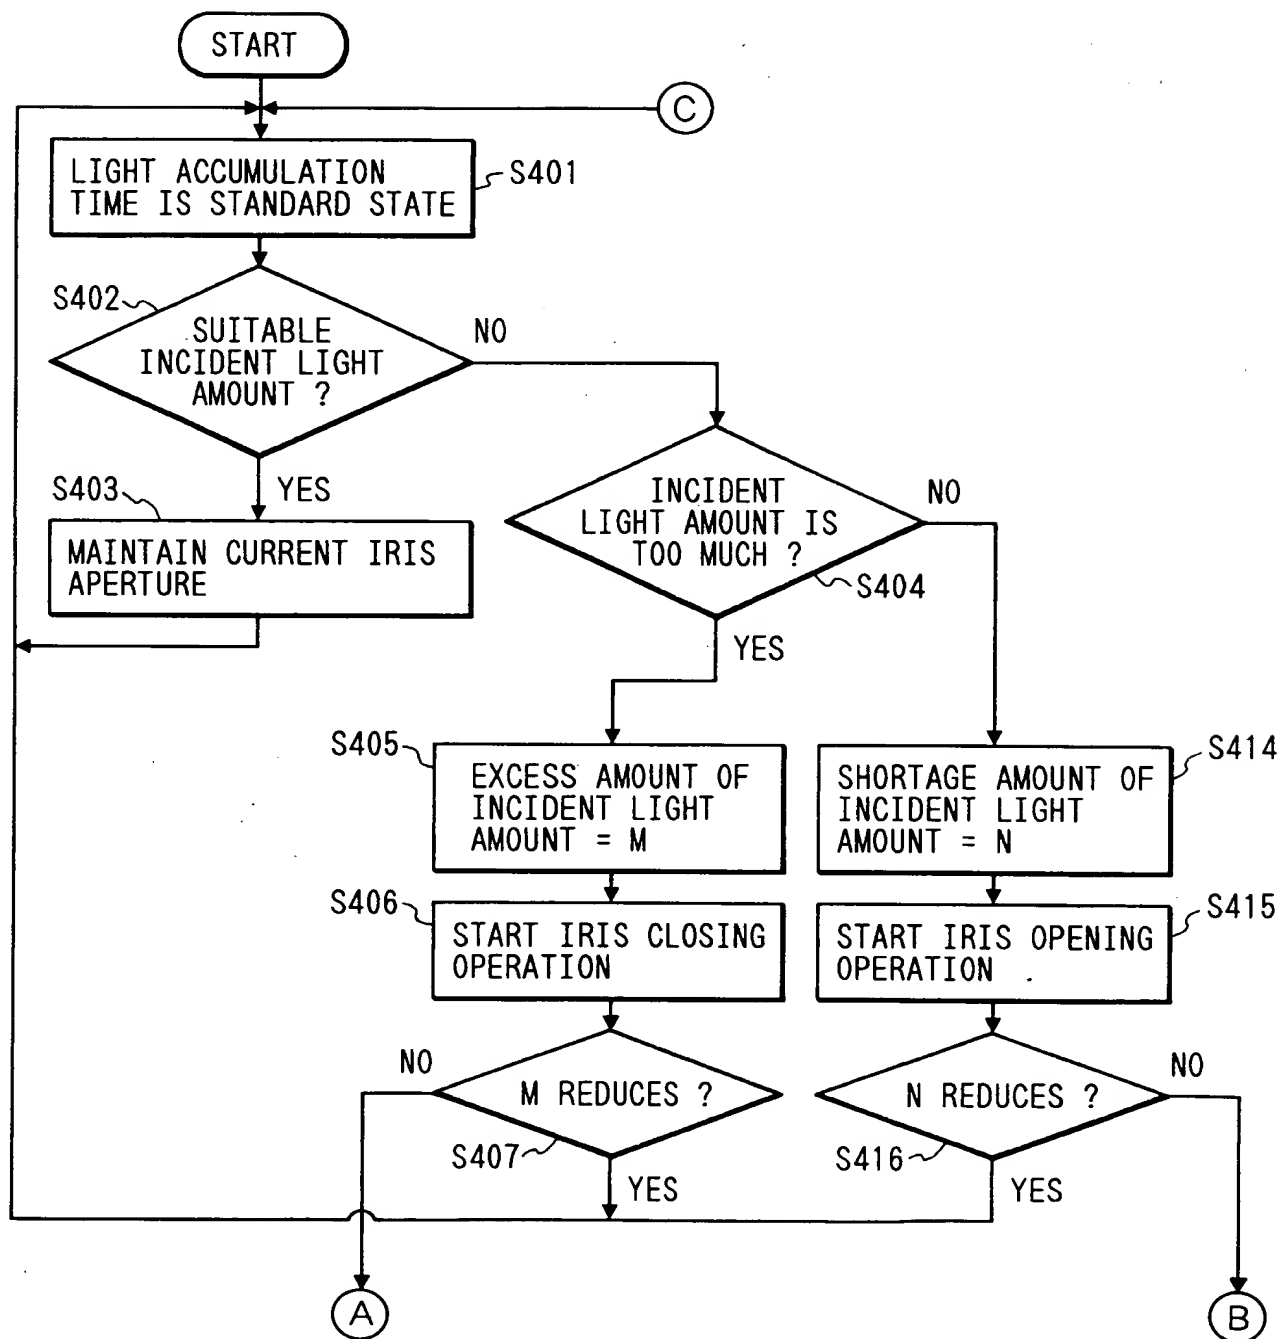 START
C
LIGHT ACCUMULATION
TIME IS STANDARD STATE
S401
S402
SUITABLE
INCIDENT LIGHT
AMOUNT ?
NO
YES
S403
MAINTAIN CURRENT IRIS
APERTURE
INCIDENT
LIGHT AMOUNT IS
TOO MUCH ?
NO
S404
YES
S405
EXCESS AMOUNT OF
INCIDENT LIGHT
AMOUNT = M
S414
SHORTAGE AMOUNT OF
INCIDENT LIGHT
AMOUNT = N
S406
START IRIS CLOSING
OPERATION
S415
START IRIS OPENING
OPERATION
NO
M REDUCES ?
S407
YES
N REDUCES ?
NO
S416
YES
A
B